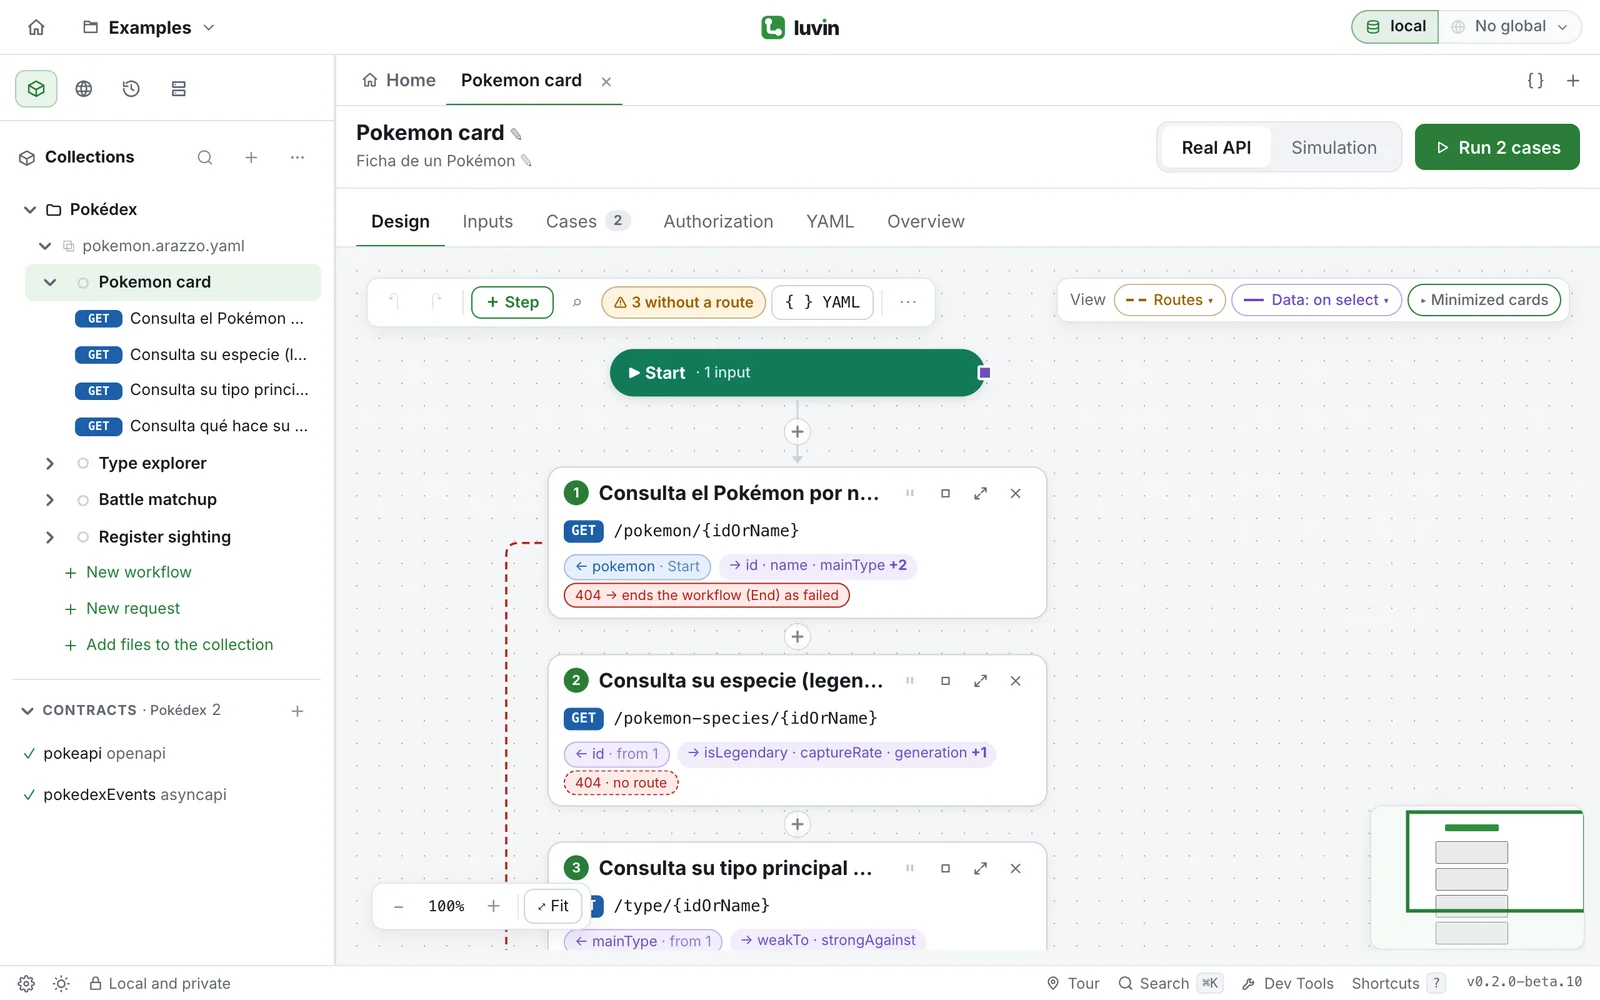 Examples
luvin
local
No global
Home
Pokemon card
Pokemon card
Ficha de un Pokémon
Real API
Simulation
Run 2 cases
Collections
Pokédex
pokemon.arazzo.yaml
Pokemon card
GET Consulta el Pokémon ...
GET Consulta su especie (l...
GET Consulta su tipo princi...
GET Consulta qué hace su ...
Type explorer
Battle matchup
Register sighting
+ New workflow
+ New request
+ Add files to the collection
CONTRACTS · Pokédex 2
pokeapi openapi
pokedexEvents asyncapi
Design
Inputs
Cases 2
Authorization
YAML
Overview
+ Step
3 without a route
{ } YAML
View
Routes
Data: on select
Minimized cards
Start · 1 input
1 Consulta el Pokémon por n...
GET /pokemon/{idOrName}
← pokemon · Start
→ id · name · mainType +2
404 → ends the workflow (End) as failed
2 Consulta su especie (legen...
GET /pokemon-species/{idOrName}
← id · from 1
→ isLegendary · captureRate · generation +1
404 · no route
3 Consulta su tipo principal ...
T /type/{idOrName}
← mainType · from 1
→ weakTo · strongAgainst
− 100% +
Fit
Local and private
Tour
Search ⌘K
Dev Tools
Shortcuts ?
v0.2.0-beta.10